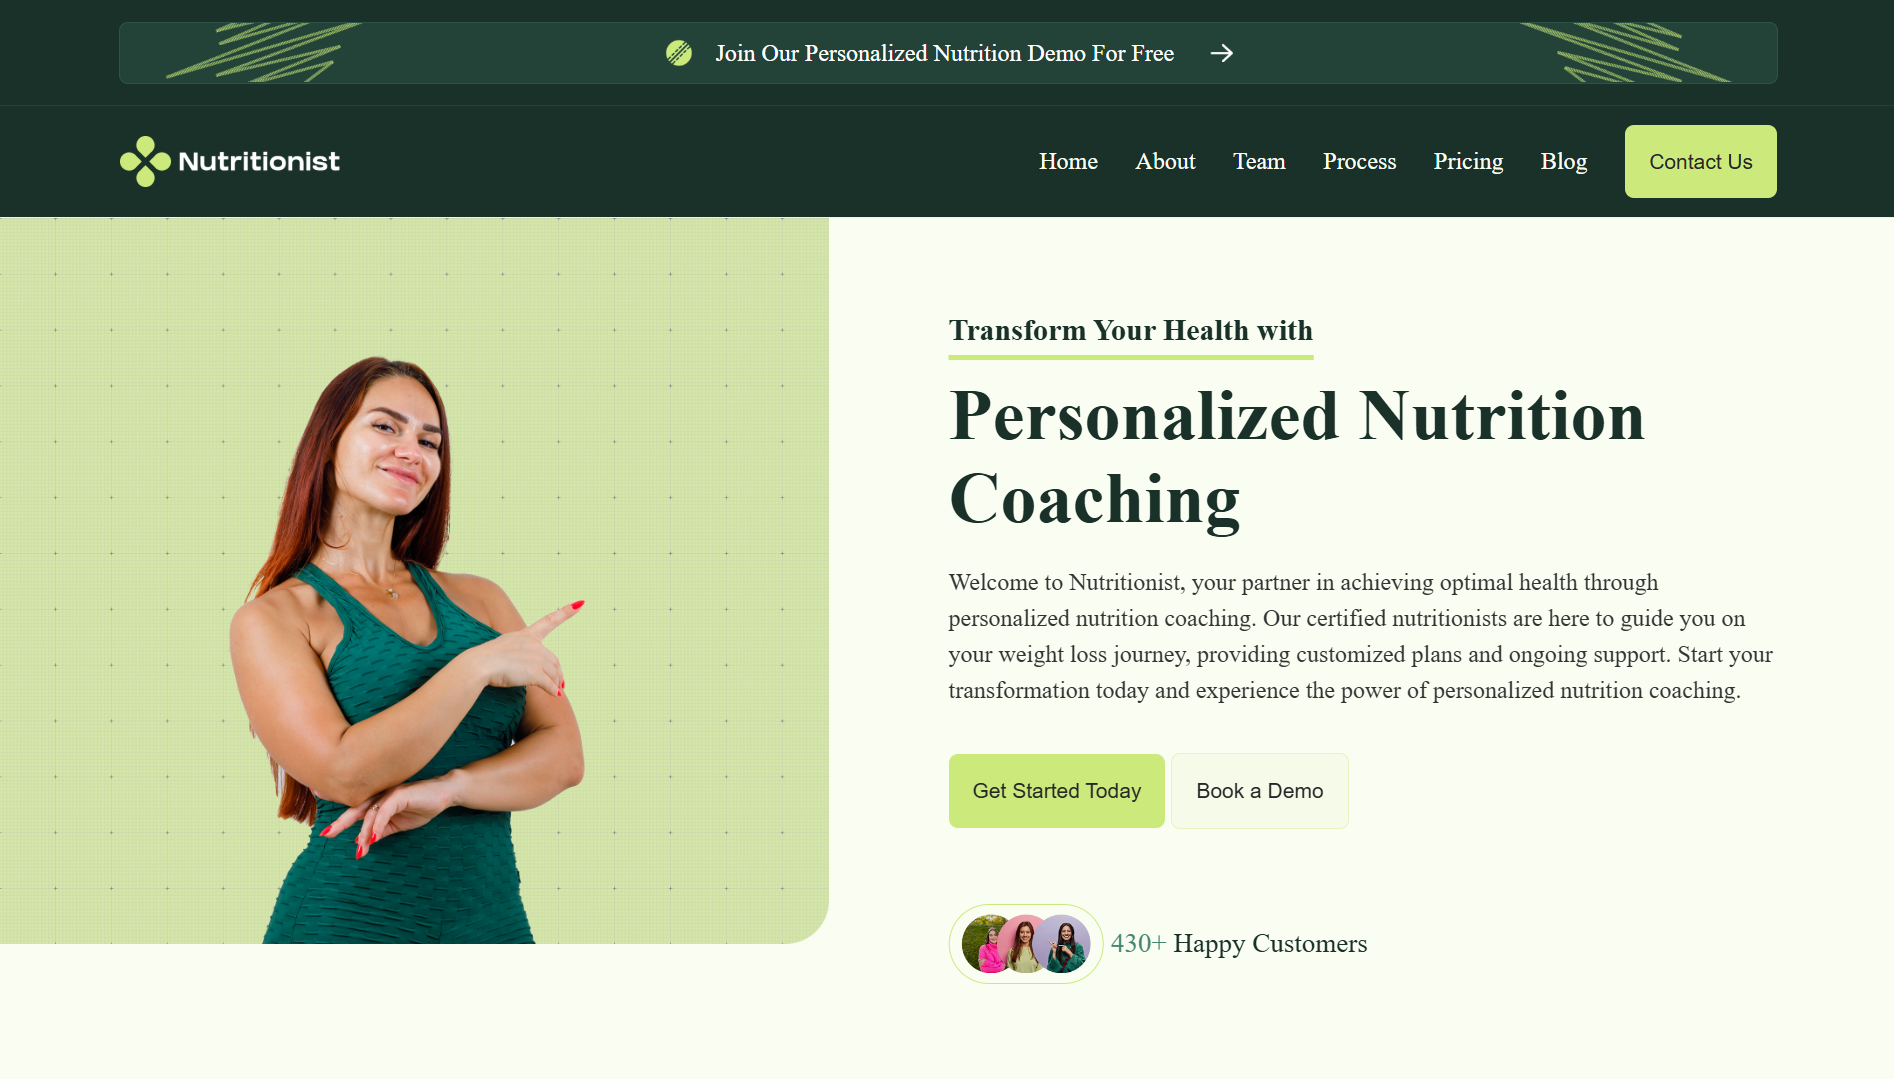 Join Our Personalized Nutrition Demo For Free
Nutritionist
Home About Team Process Pricing Blog Contact Us
Transform Your Health with
Personalized Nutrition
Coaching
Welcome to Nutritionist, your partner in achieving optimal health through
personalized nutrition coaching. Our certified nutritionists are here to guide you on
your weight loss journey, providing customized plans and ongoing support. Start your
transformation today and experience the power of personalized nutrition coaching.
Get Started Today Book a Demo
430+ Happy Customers